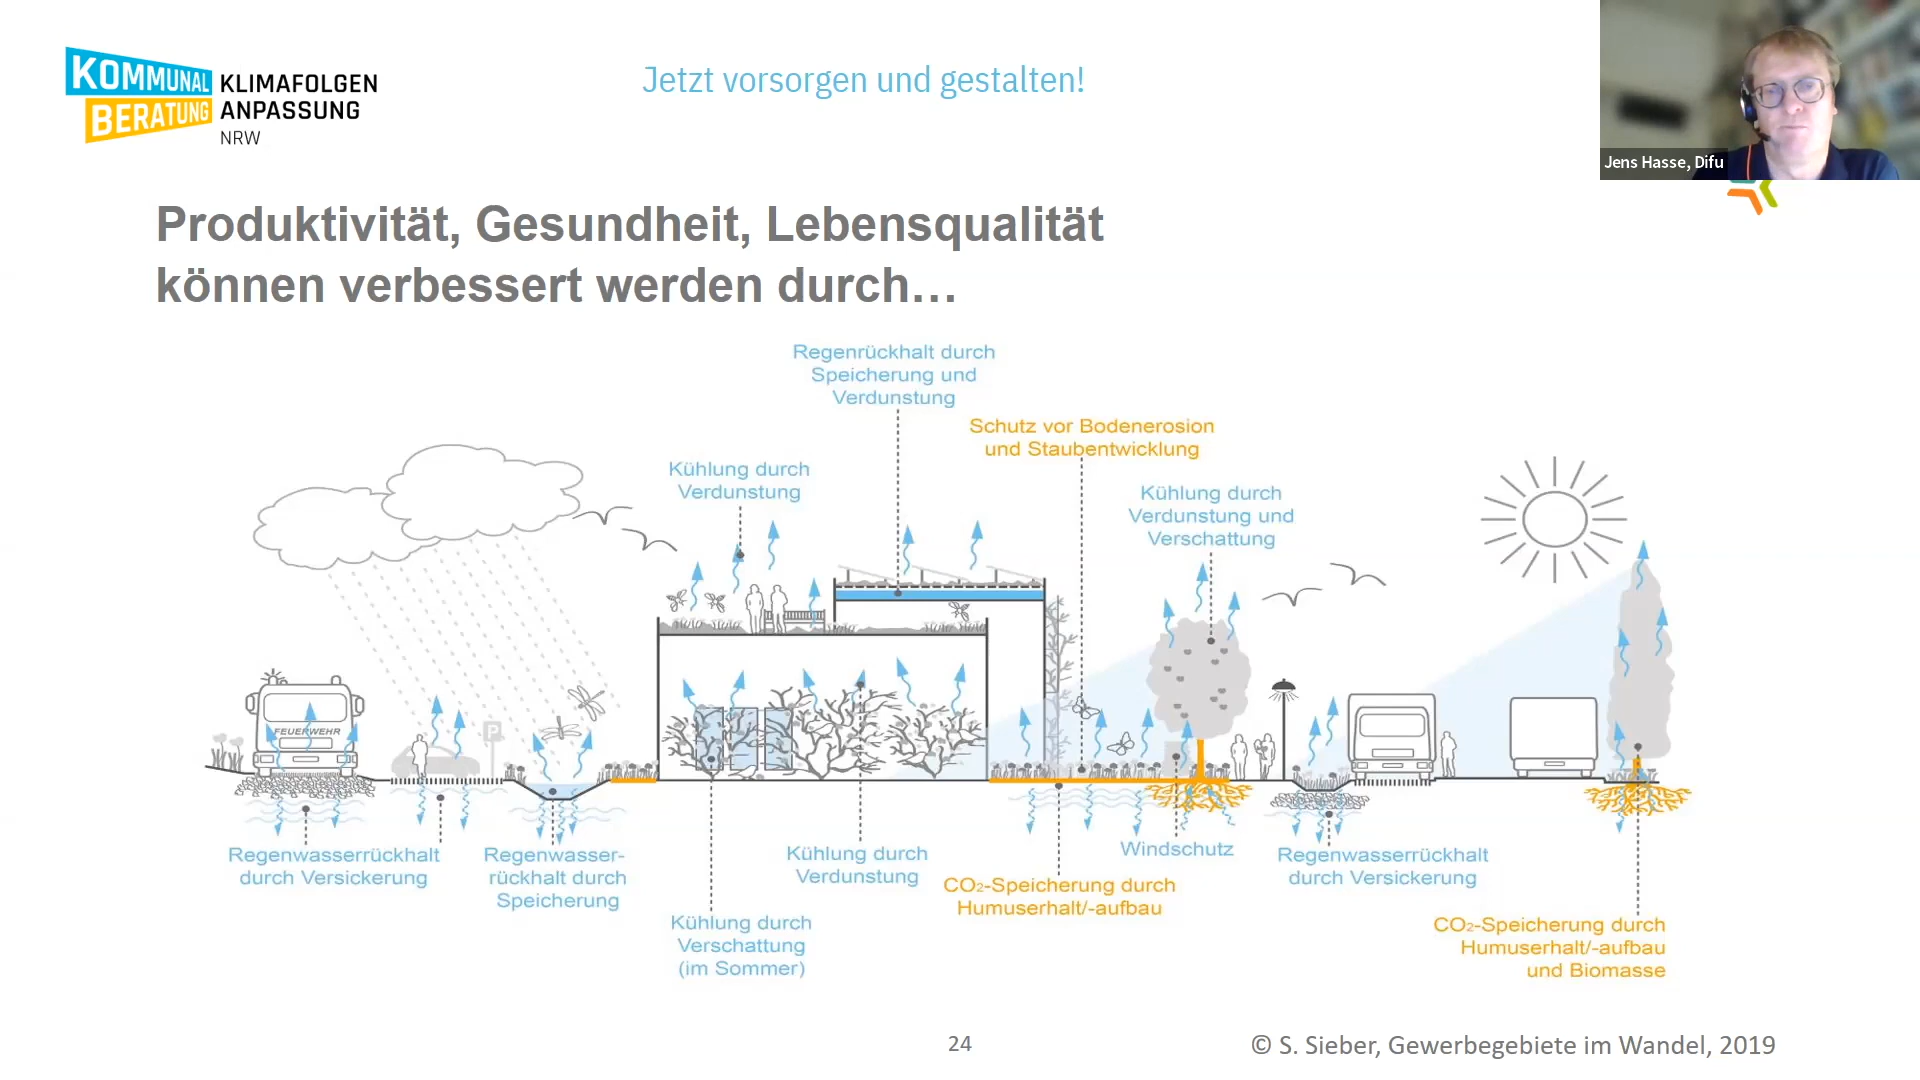 KOMMUNAL
BERATUNG
KLIMAFOLGEN
ANPASSUNG
NRW
Jetzt vorsorgen und gestalten!
Jens Hasse, Difu
Produktivität, Gesundheit, Lebensqualität
können verbessert werden durch…
Regenrückhalt durch
Speicherung und
Verdunstung
Schutz vor Bodenerosion
und Staubentwicklung
Kühlung durch
Verdunstung
Kühlung durch
Verdunstung und
Verschattung
FEUERWEHR
P
Regenwasserrückhalt
durch Versickerung
Regenwasser-
rückhalt durch
Speicherung
Kühlung durch
Verschattung
(im Sommer)
Kühlung durch
Verdunstung
CO₂-Speicherung durch
Humuserhalt/-aufbau
Windschutz
Regenwasserrückhalt
durch Versickerung
CO₂-Speicherung durch
Humuserhalt/-aufbau
und Biomasse
24
© S. Sieber, Gewerbegebiete im Wandel, 2019